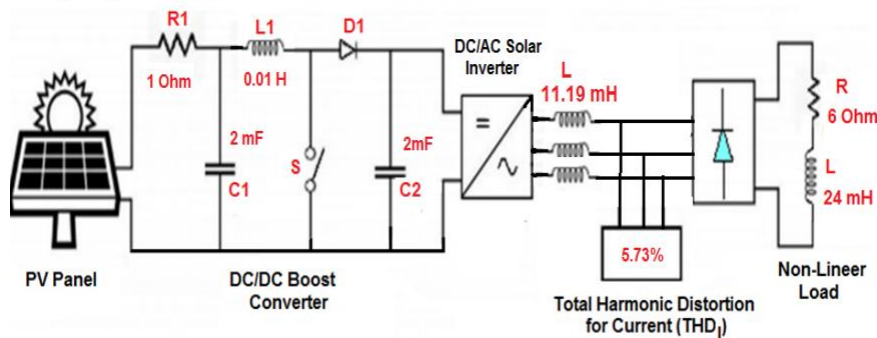 R1
1 Ohm
L1
0.01 H
D1
DC/AC Solar
Inverter
L
11.19 mH
R
6 Ohm
L
24 mH
2 mF
C1
S
2mF
C2
=
5.73%
PV Panel
DC/DC Boost
Converter
Total Harmonic Distortion
for Current (THDI)
Non-Lineer
Load